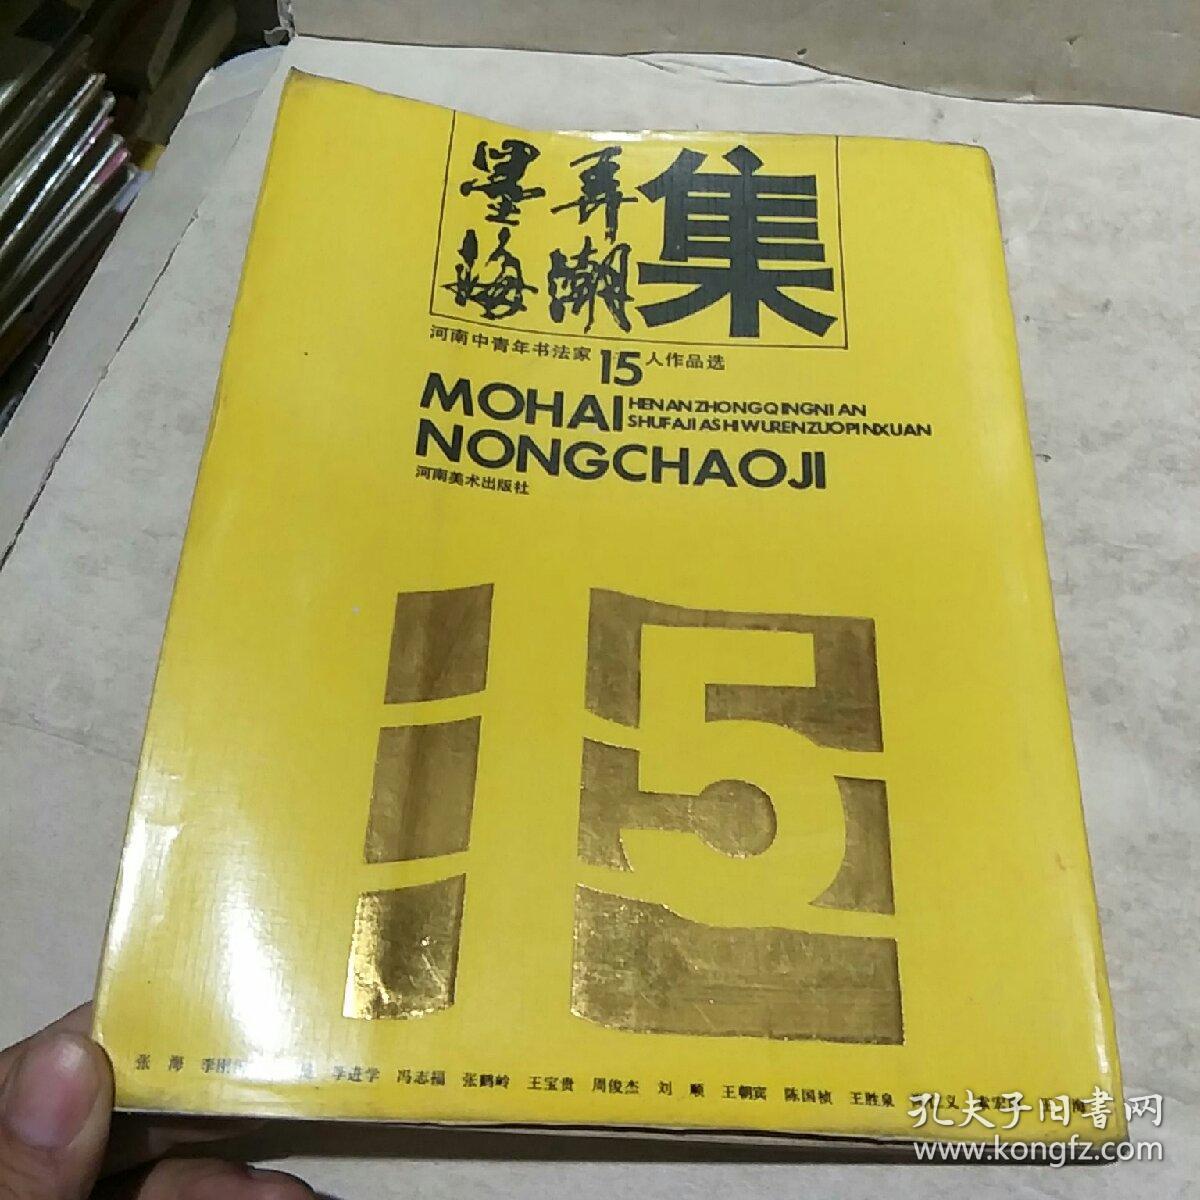 墨海弄潮集
河南中青年书法家15人作品选
MOHAI
HENANZHONGQINGNIAN
SHUFAJIASHIWURENZUOPINXUAN
NONGCHAOJI
河南美术出版社
15
张海 李刚 李进学 冯志福 张鹤岭 王宝贵 周俊杰 刘顺 王朝宾 陈国桢 王胜泉 义
孔夫子旧书网
www.kongfz.com